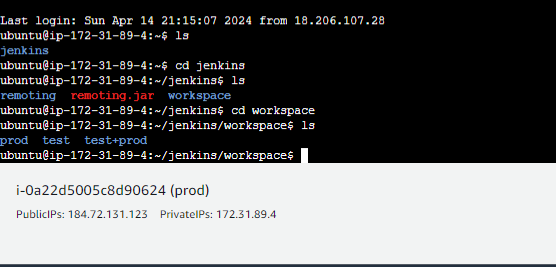 Last login: Sun Apr 14 21:15:07 2024 from 18.206.107.28
ubuntu@ip-172-31-89-4:~$ ls
jenkins
ubuntu@ip-172-31-89-4:~$ cd jenkins
ubuntu@ip-172-31-89-4:~/jenkins$ ls
remoting  remoting.jar  workspace
ubuntu@ip-172-31-89-4:~/jenkins$ cd workspace
ubuntu@ip-172-31-89-4:~/jenkins/workspace$ ls
prod  test  test+prod
ubuntu@ip-172-31-89-4:~/jenkins/workspace$
i-0a22d5005c8d90624 (prod)
PublicIPs: 184.72.131.123    PrivateIPs: 172.31.89.4